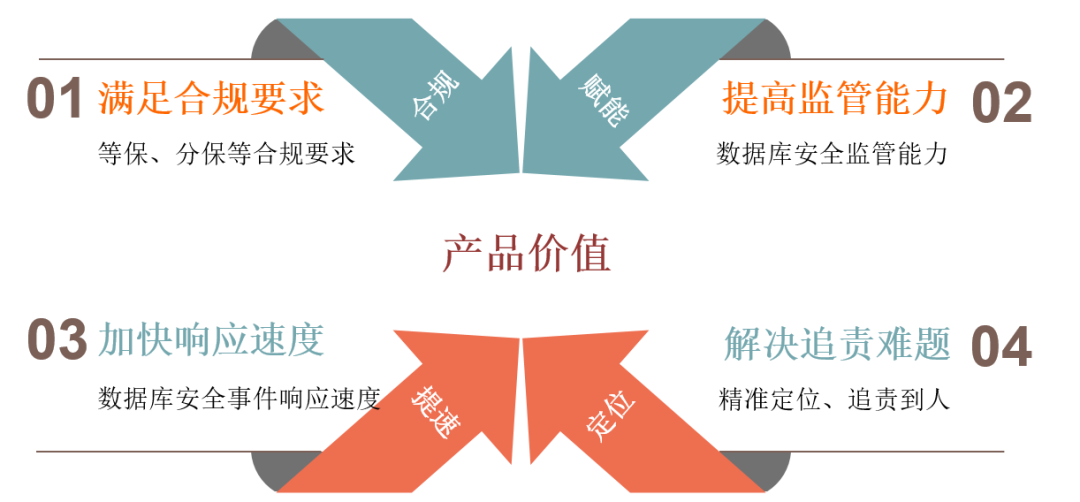 01 满足合规要求
等保、分保等合规要求
合规
赋能
提高监管能力 02
数据库安全监管能力
产品价值
03 加快响应速度
数据库安全事件响应速度
提速
定位
解决追责难题 04
精准定位、追责到人